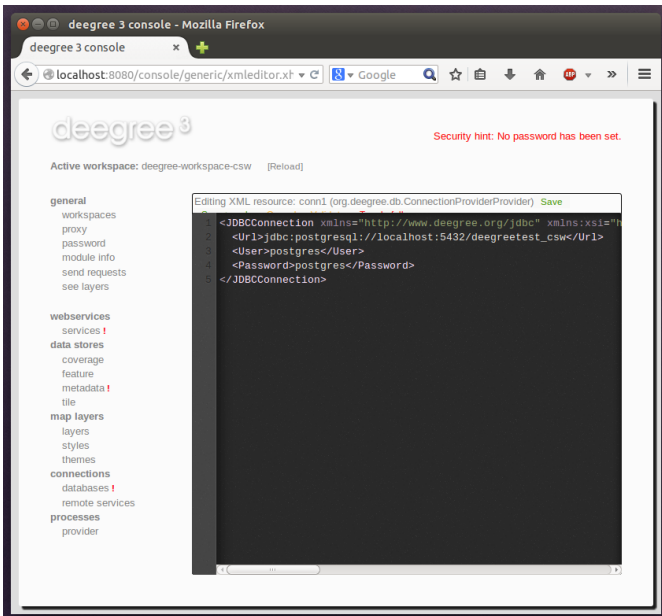 deegree 3 console - Mozilla Firefox
deegree 3 console ×
localhost:8080/console/generic/xmleditor.xh
Google
ABP
deegree 3
Security hint: No password has been set.
Active workspace: deegree-workspace-csw [Reload]
general
workspaces
proxy
password
module info
send requests
see layers
webservices
services !
data stores
coverage
feature
metadata !
tile
map layers
layers
styles
themes
connections
databases !
remote services
processes
provider
Editing XML resource: conn1 (org.deegree.db.ConnectionProviderProvider) Save
1 <JDBCConnection xmlns="http://www.deegree.org/jdbc" xmlns:xsi="h
2 <Url>jdbc:postgresql://localhost:5432/deegreetest_csw</Url>
3 <User>postgres</User>
4 <Password>postgres</Password>
5 </JDBCConnection>